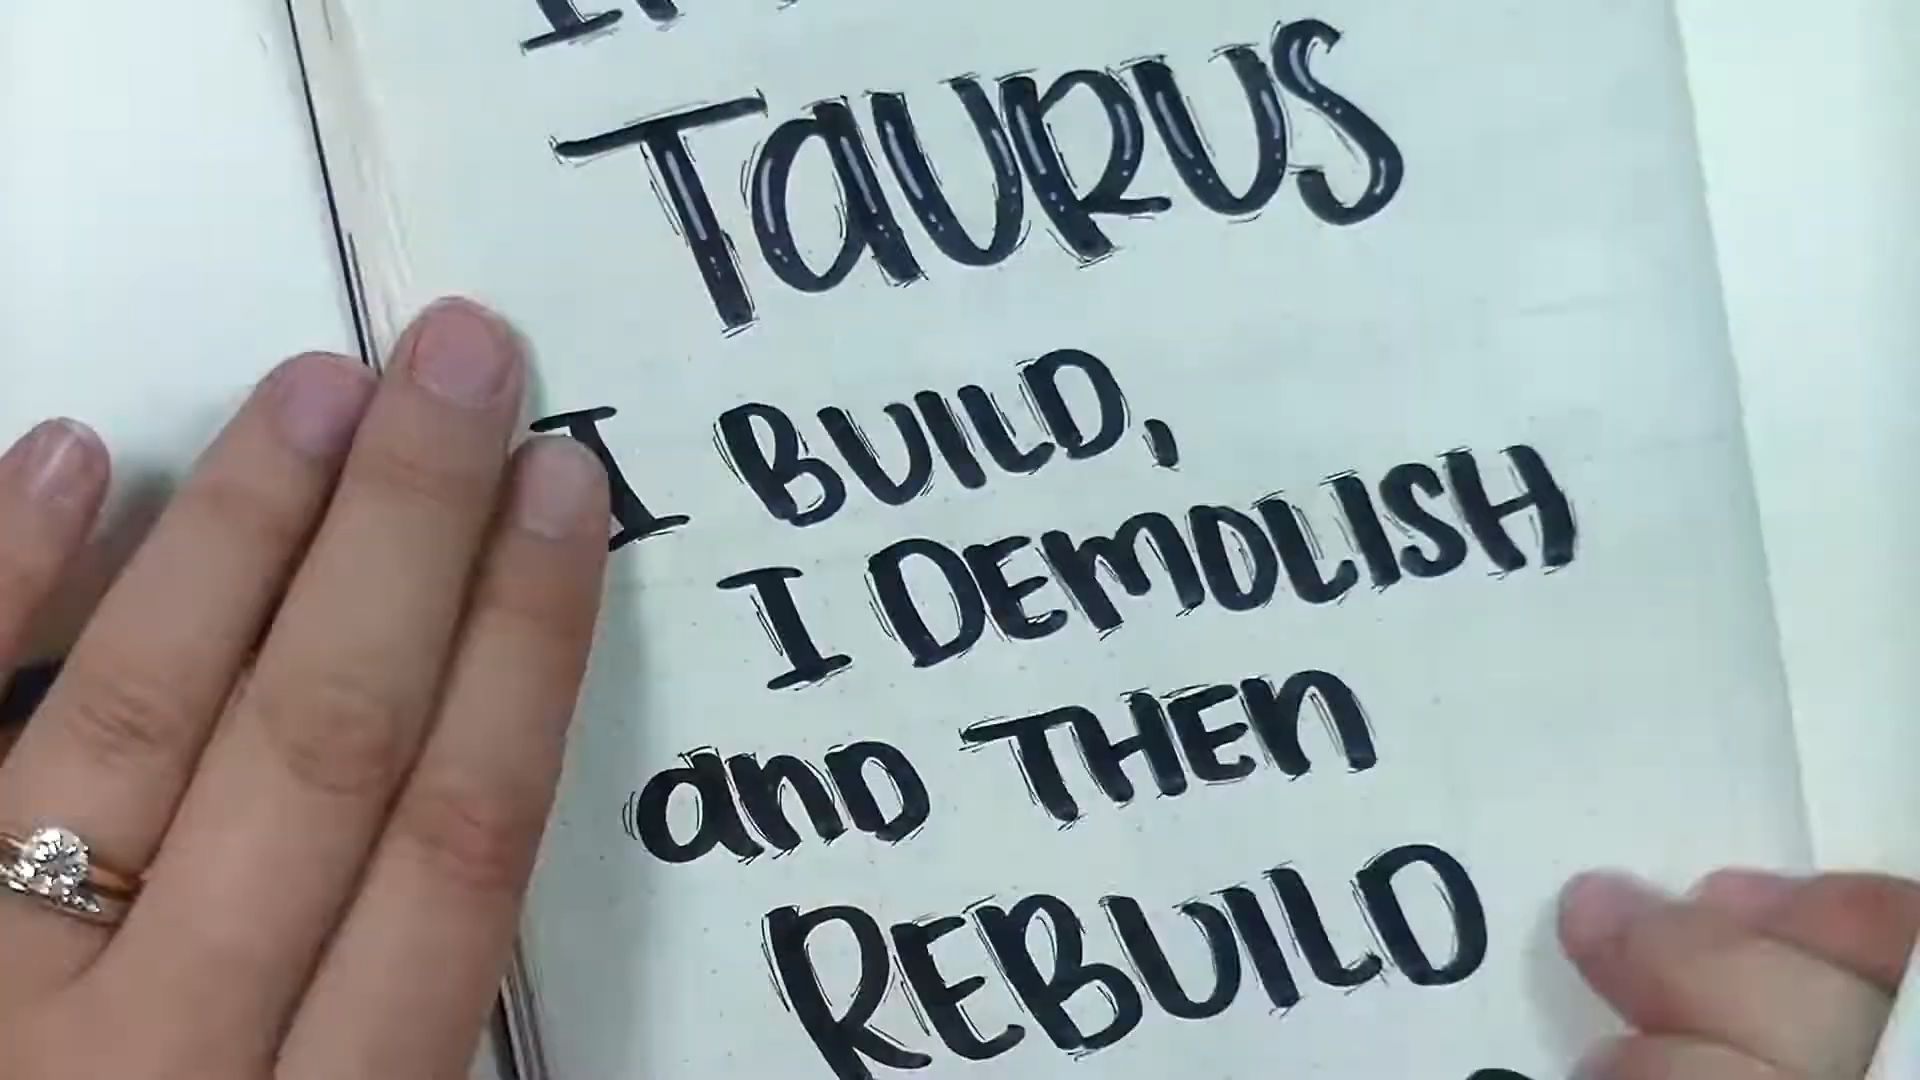 TaURUS
I BUILD,
I DEmOLISH
anD THEn
REBUILD